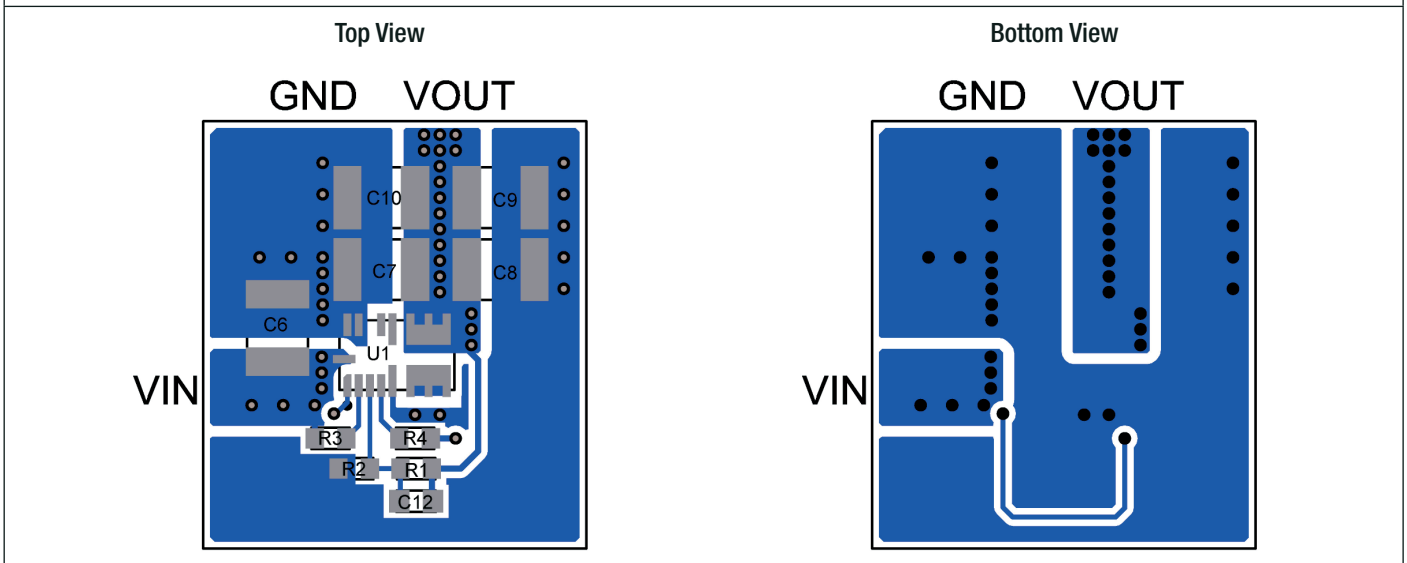 Top View
GND VOUT
C10 C9
C7 C8
C6
U1
VIN
R3 R4
R2 R1
C12
Bottom View
GND VOUT
VIN